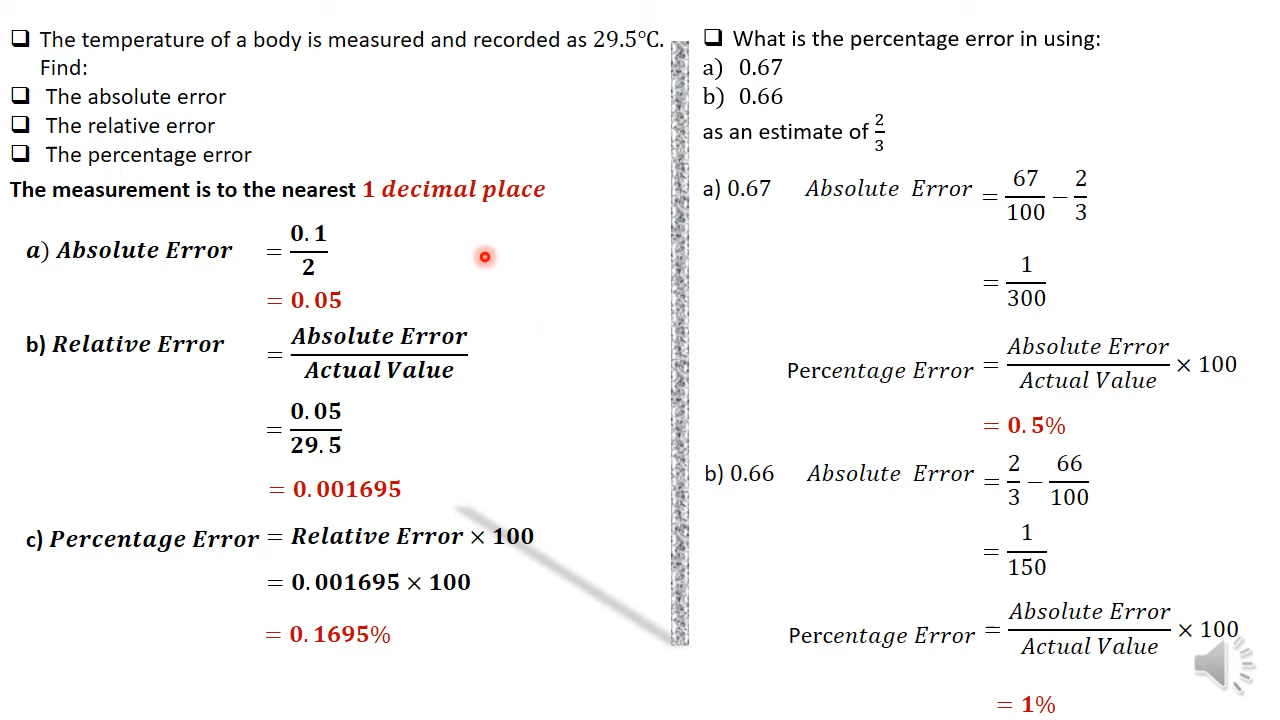 ❑ The temperature of a body is measured and recorded as 29.5°C.
Find:
❑ The absolute error
❑ The relative error
❑ The percentage error
The measurement is to the nearest 1 decimal place
a) Absolute Error = 0.1/2
= 0.05
b) Relative Error = Absolute Error/Actual Value
= 0.05/29.5
= 0.001695
c) Percentage Error = Relative Error × 100
= 0.001695 × 100
= 0.1695%
❑ What is the percentage error in using:
a) 0.67
b) 0.66
as an estimate of 2/3
a) 0.67 Absolute Error = 67/100 − 2/3
= 1/300
Percentage Error = Absolute Error/Actual Value × 100
= 0.5%
b) 0.66 Absolute Error = 2/3 − 66/100
= 1/150
Percentage Error = Absolute Error/Actual Value × 100
= 1%